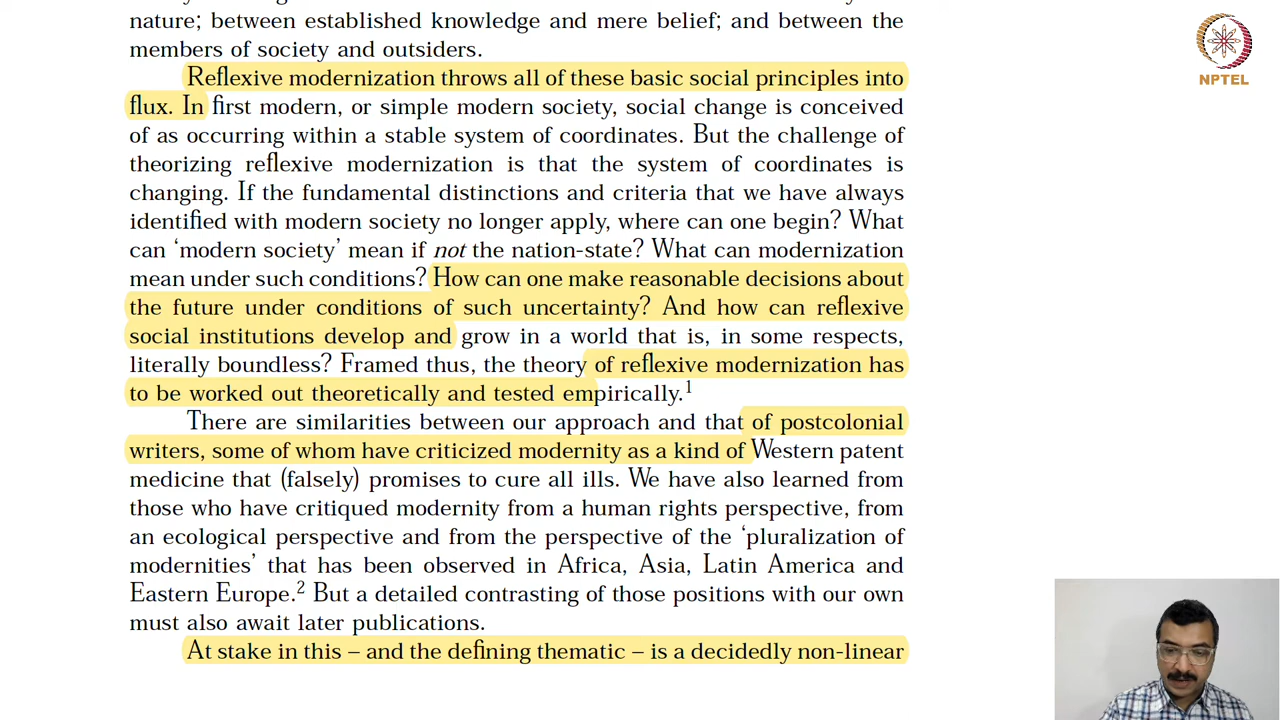 nature; between established knowledge and mere belief; and between the
members of society and outsiders.
Reflexive modernization throws all of these basic social principles into
flux. In first modern, or simple modern society, social change is conceived
of as occurring within a stable system of coordinates. But the challenge of
theorizing reflexive modernization is that the system of coordinates is
changing. If the fundamental distinctions and criteria that we have always
identified with modern society no longer apply, where can one begin? What
can ‘modern society’ mean if not the nation-state? What can modernization
mean under such conditions? How can one make reasonable decisions about
the future under conditions of such uncertainty? And how can reflexive
social institutions develop and grow in a world that is, in some respects,
literally boundless? Framed thus, the theory of reflexive modernization has
to be worked out theoretically and tested empirically.1
There are similarities between our approach and that of postcolonial
writers, some of whom have criticized modernity as a kind of Western patent
medicine that (falsely) promises to cure all ills. We have also learned from
those who have critiqued modernity from a human rights perspective, from
an ecological perspective and from the perspective of the ‘pluralization of
modernities’ that has been observed in Africa, Asia, Latin America and
Eastern Europe.2 But a detailed contrasting of those positions with our own
must also await later publications.
At stake in this – and the defining thematic – is a decidedly non-linear
NPTEL